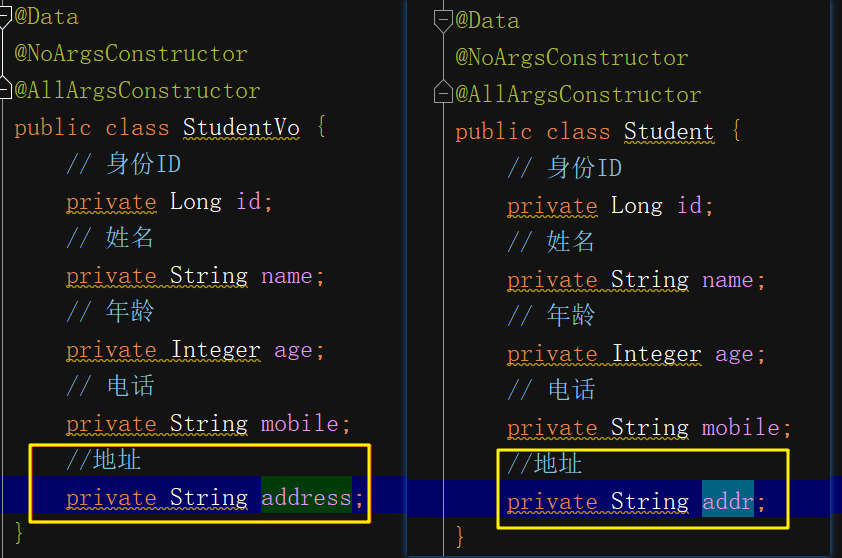 @Data
@NoArgsConstructor
@AllArgsConstructor
public class StudentVo {
// 身份ID
private Long id;
// 姓名
private String name;
// 年龄
private Integer age;
// 电话
private String mobile;
//地址
private String address;
}
@Data
@NoArgsConstructor
@AllArgsConstructor
public class Student {
// 身份ID
private Long id;
// 姓名
private String name;
// 年龄
private Integer age;
// 电话
private String mobile;
//地址
private String addr;
}